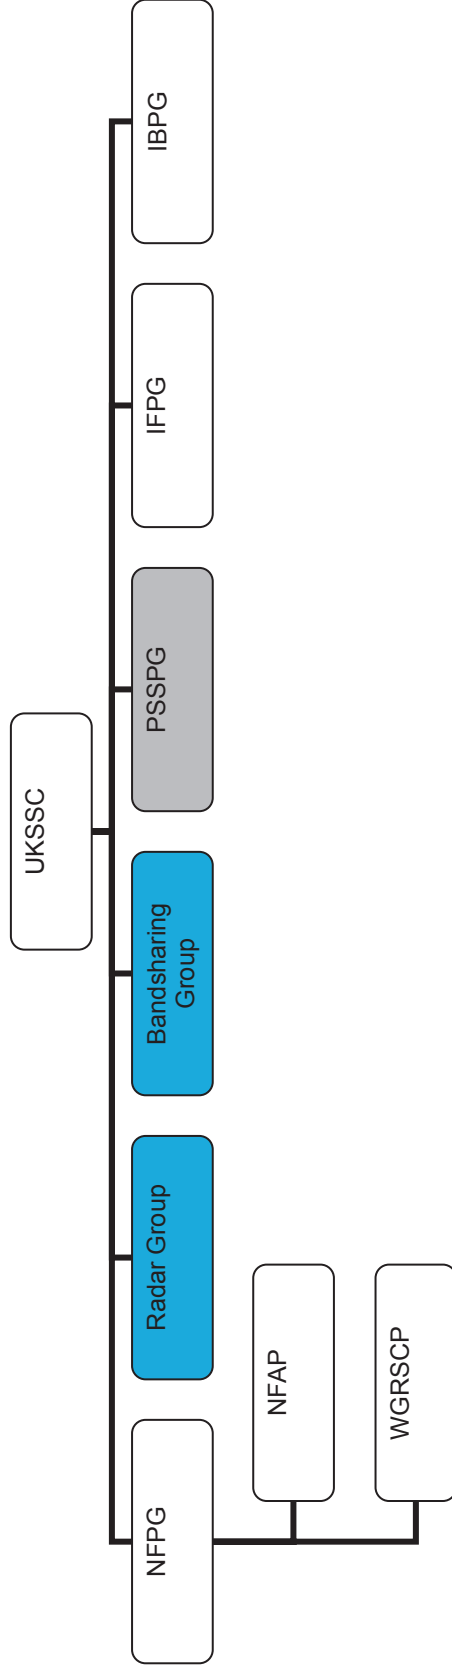 UKSSC
NFPG
Radar Group
Bandsharing
Group
PSSPG
IFPG
IBPG
NFAP
WGRSCP